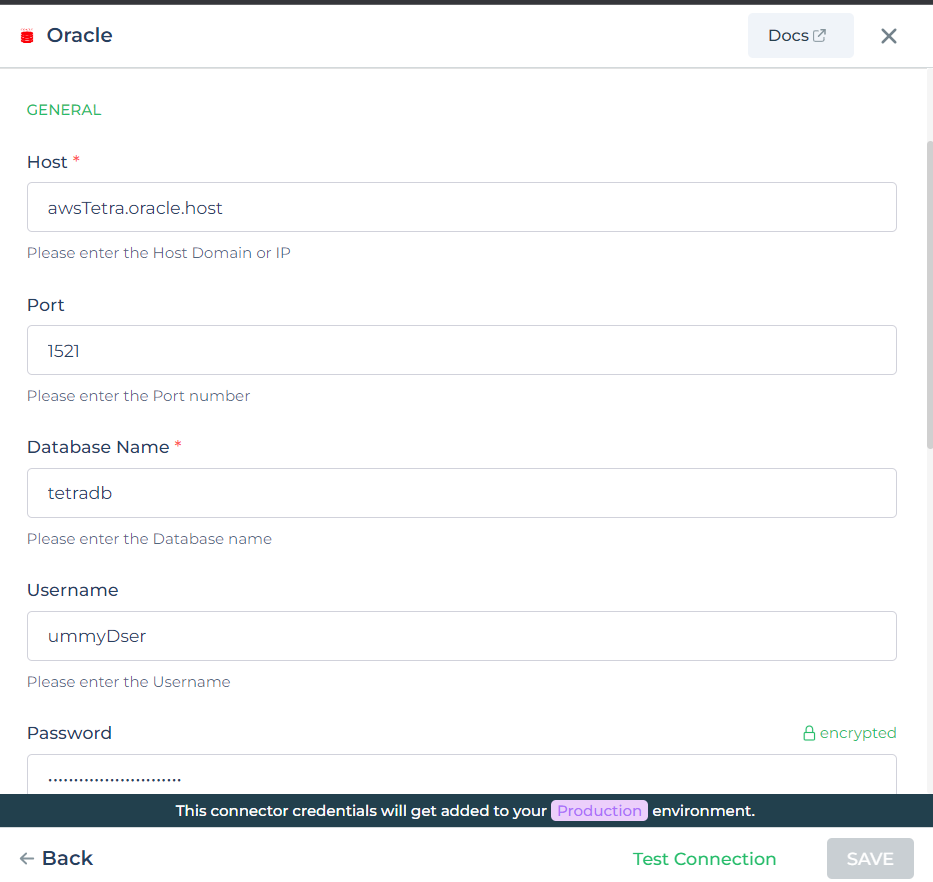 Oracle
Docs
GENERAL
Host *
awsTetra.oracle.host
Please enter the Host Domain or IP
Port
1521
Please enter the Port number
Database Name *
tetradb
Please enter the Database name
Username
ummyDser
Please enter the Username
Password encrypted
••••••••••••••••••••••••••
This connector credentials will get added to your Production environment.
Back Test Connection SAVE